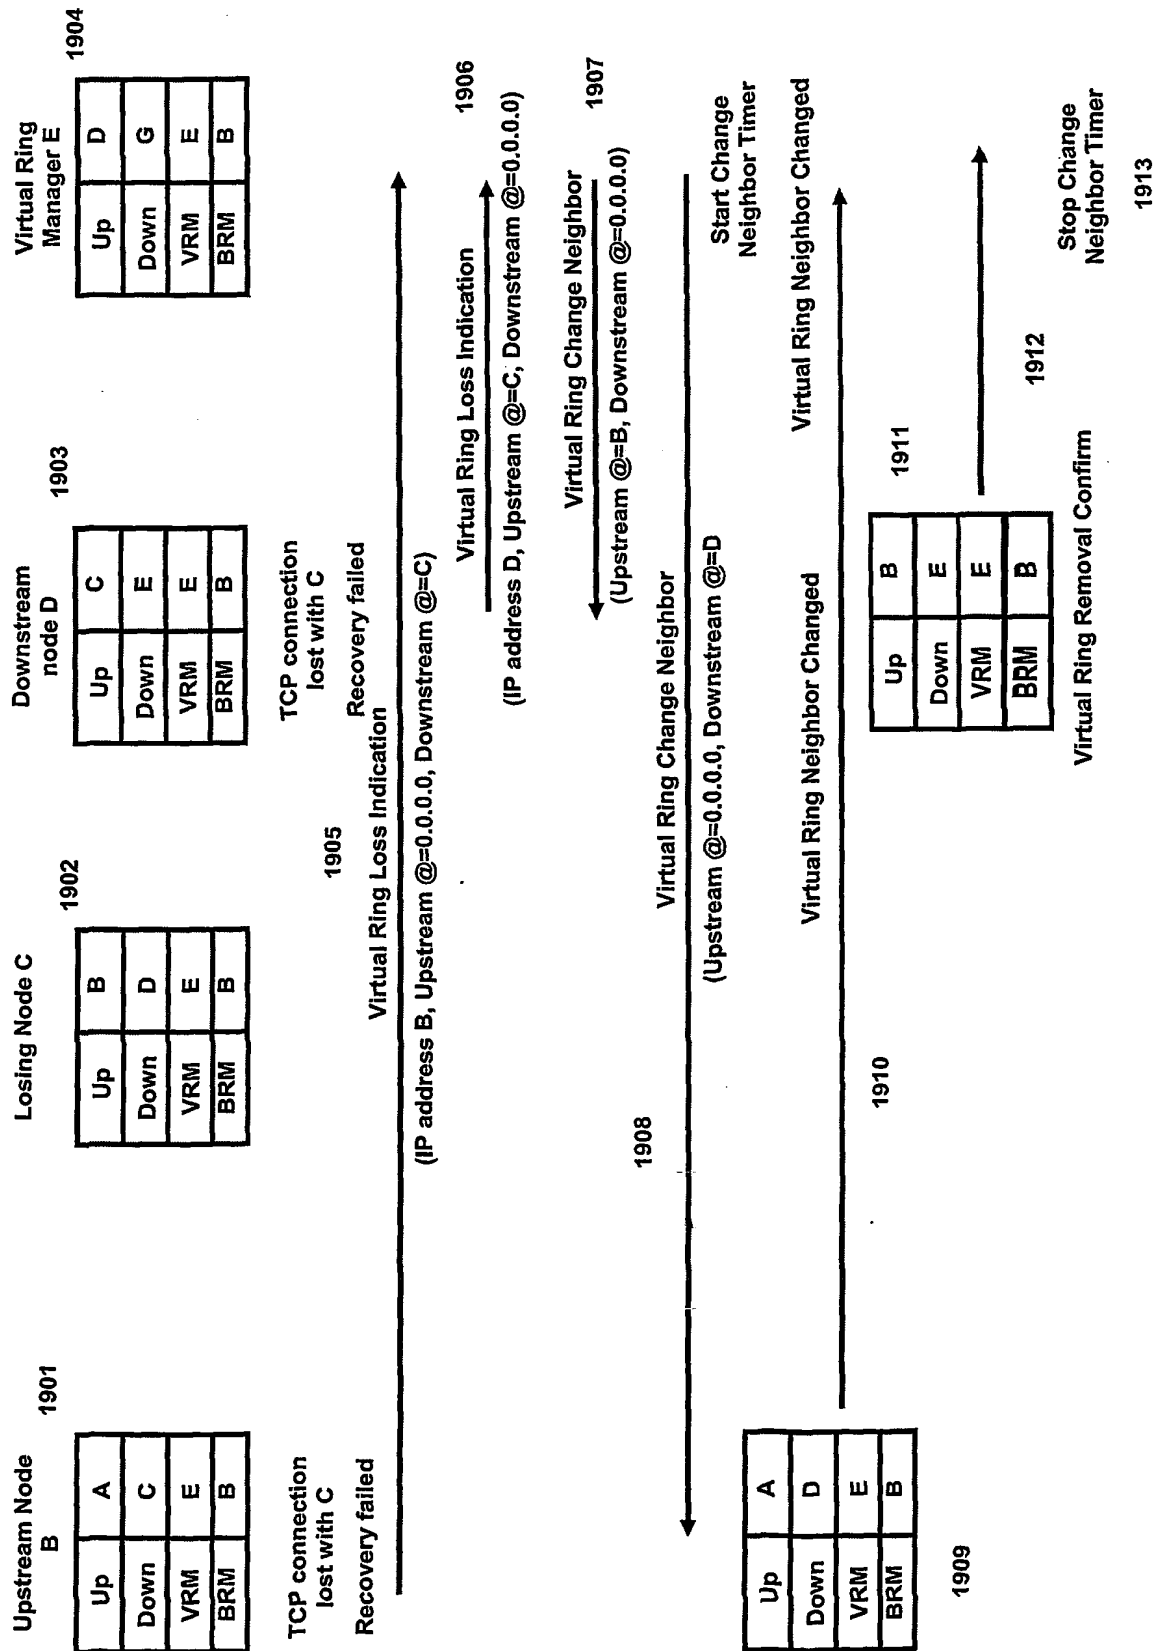 Upstream Node
B
1901
Up A
Down C
VRM E
BRM B
Losing Node C
1902
Up B
Down D
VRM E
BRM B
Downstream
node D
1903
Up C
Down E
VRM E
BRM B
Virtual Ring
Manager E
1904
Up D
Down G
VRM E
BRM B
TCP connection
lost with C
Recovery failed
TCP connection
lost with C
Recovery failed
1905
Virtual Ring Loss Indication
(IP address B, Upstream @=0.0.0.0, Downstream @=C)
Virtual Ring Loss Indication
1906
(IP address D, Upstream @=C, Downstream @=0.0.0.0)
Virtual Ring Change Neighbor
1907
(Upstream @=B, Downstream @=0.0.0.0)
1908
Virtual Ring Change Neighbor
(Upstream @=0.0.0.0, Downstream @=D
Start Change
Neighbor Timer
Up A
Down D
VRM E
BRM B
1909
Virtual Ring Neighbor Changed
Virtual Ring Neighbor Changed
1910
Up B
Down E
VRM E
BRM B
1911
Virtual Ring Removal Confirm
1912
Stop Change
Neighbor Timer
1913